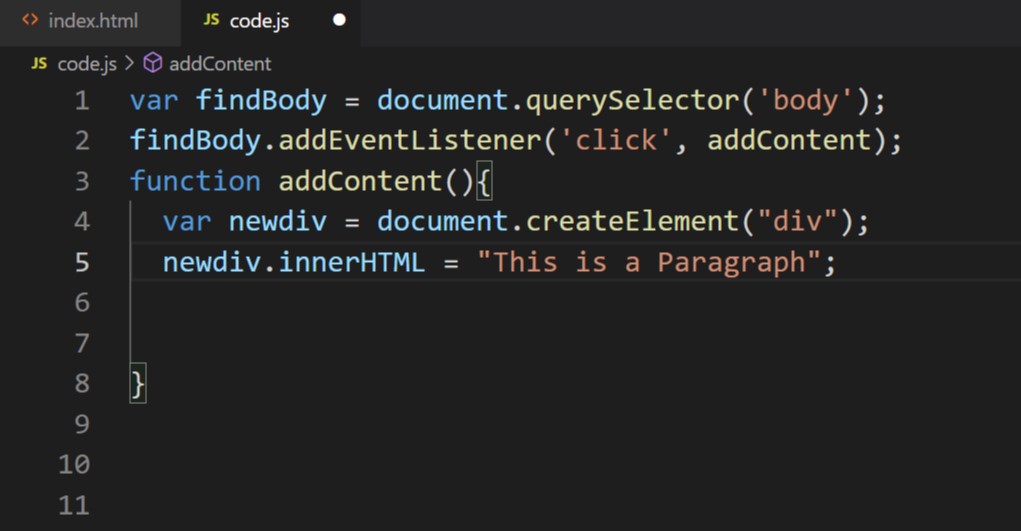 <> index.html JS code.js
JS code.js > addContent
1 var findBody = document.querySelector('body');
2 findBody.addEventListener('click', addContent);
3 function addContent(){
4   var newdiv = document.createElement("div");
5   newdiv.innerHTML = "This is a Paragraph";
6
7
8 }
9
10
11